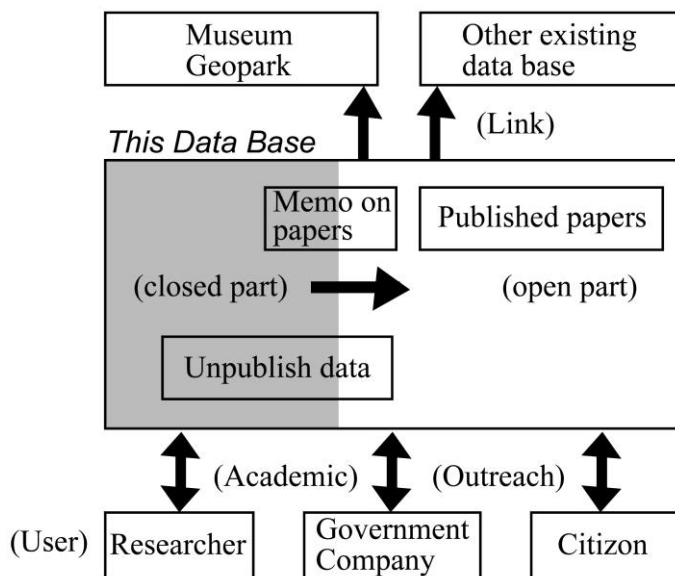 Museum
Geopark
Other existing
data base
(Link)
This Data Base
Memo on
papers
Published papers
(closed part)
(open part)
Unpublish data
(Academic)
(Outreach)
(User)
Researcher
Government
Company
Citizon